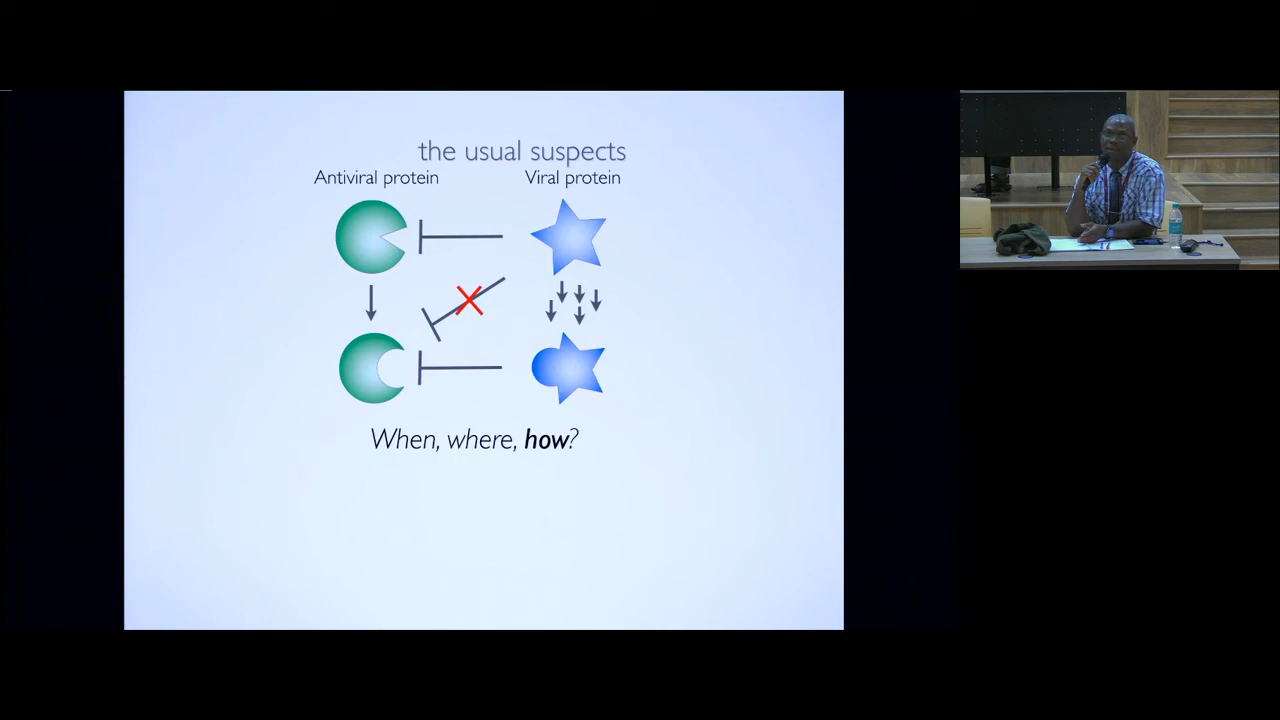 the usual suspects
Antiviral protein
Viral protein
When, where, how?